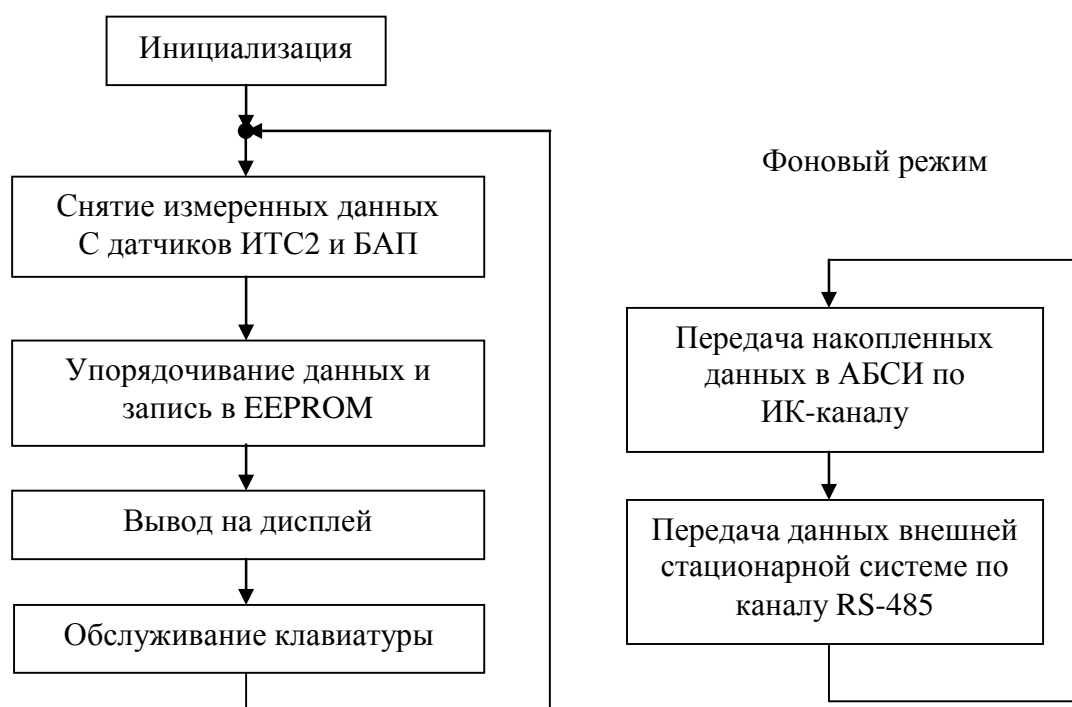 Инициализация
Снятие измеренных данных
С датчиков ИТС2 и БАП
Упорядочивание данных и
запись в EEPROM
Вывод на дисплей
Обслуживание клавиатуры
Фоновый режим
Передача накопленных
данных в АБСИ по
ИК-каналу
Передача данных внешней
стационарной системе по
каналу RS-485